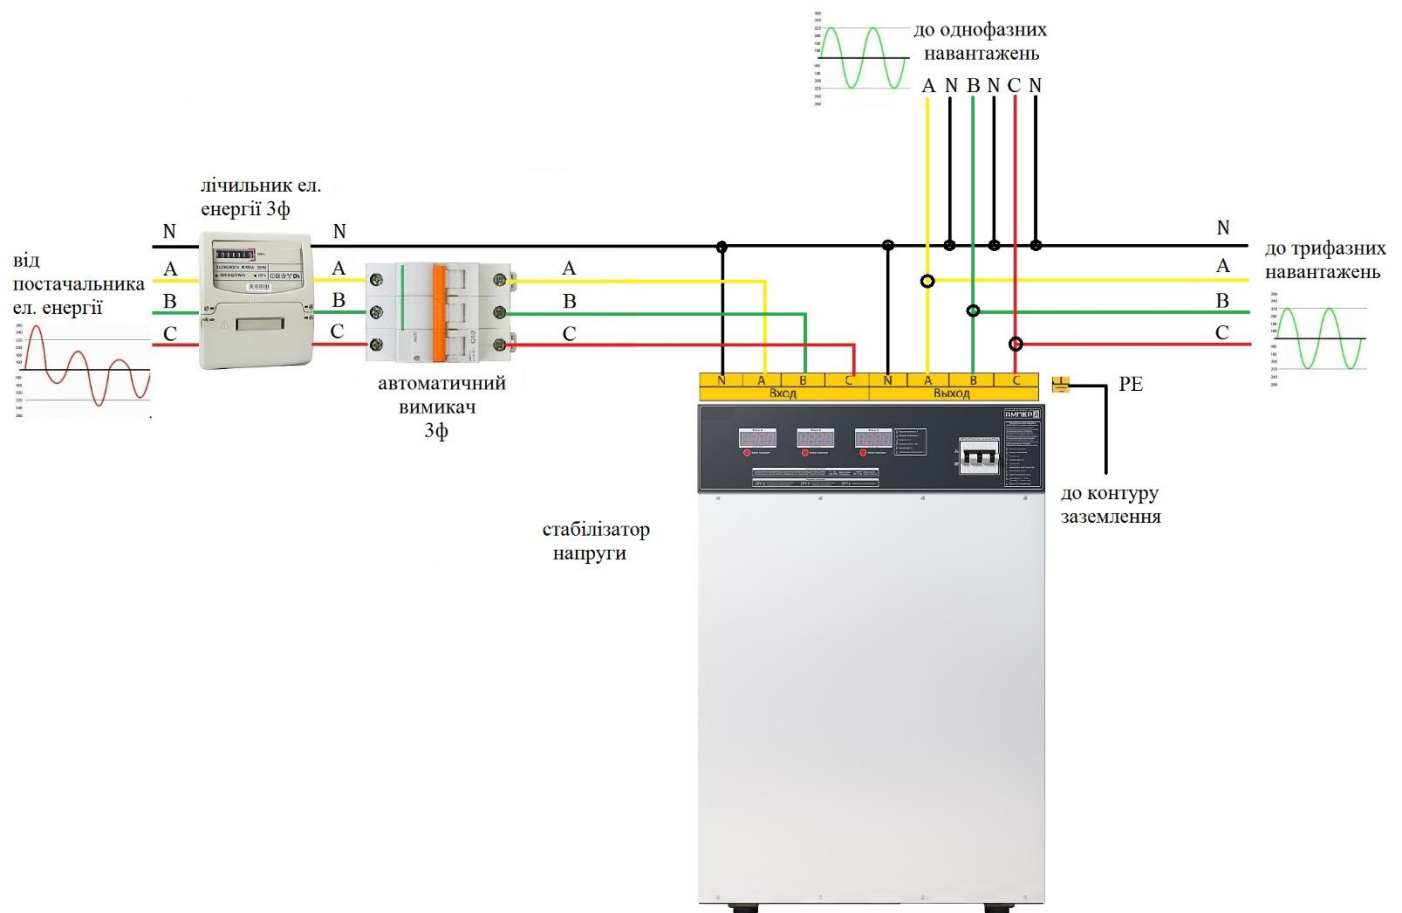 до однофазних
навантажень
A N B N C N
лічильник ел.
енергії 3ф
N
N
N
від
постачальника
ел. енергії
A
A
A
A
B
B
B
B
C
C
C
C
до трифазних
навантажень
автоматичний
вимикач
3ф
N A B C N A B C
Вход Выход
PE
АМПЕР
до контуру
заземлення
стабілізатор
напруги